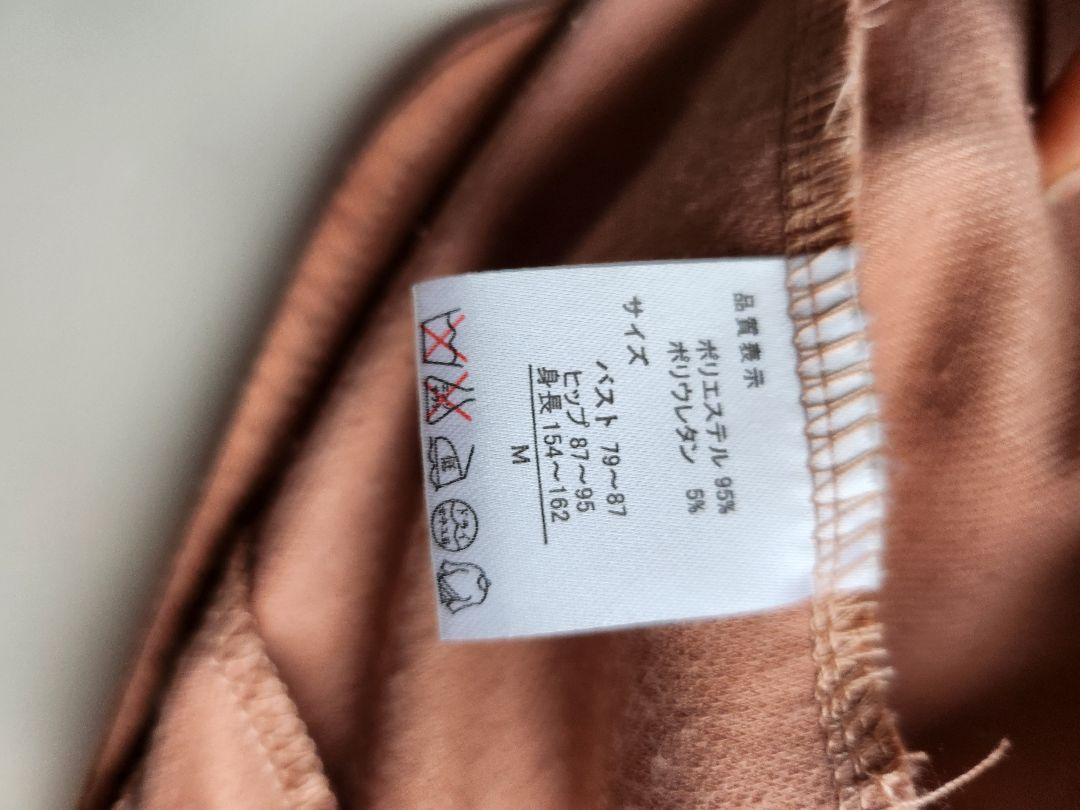 品質表示
ポリエステル 95%
ポリウレタン 5%
サイズ
バスト 79～87
ヒップ 87～95
身長 154～162
M